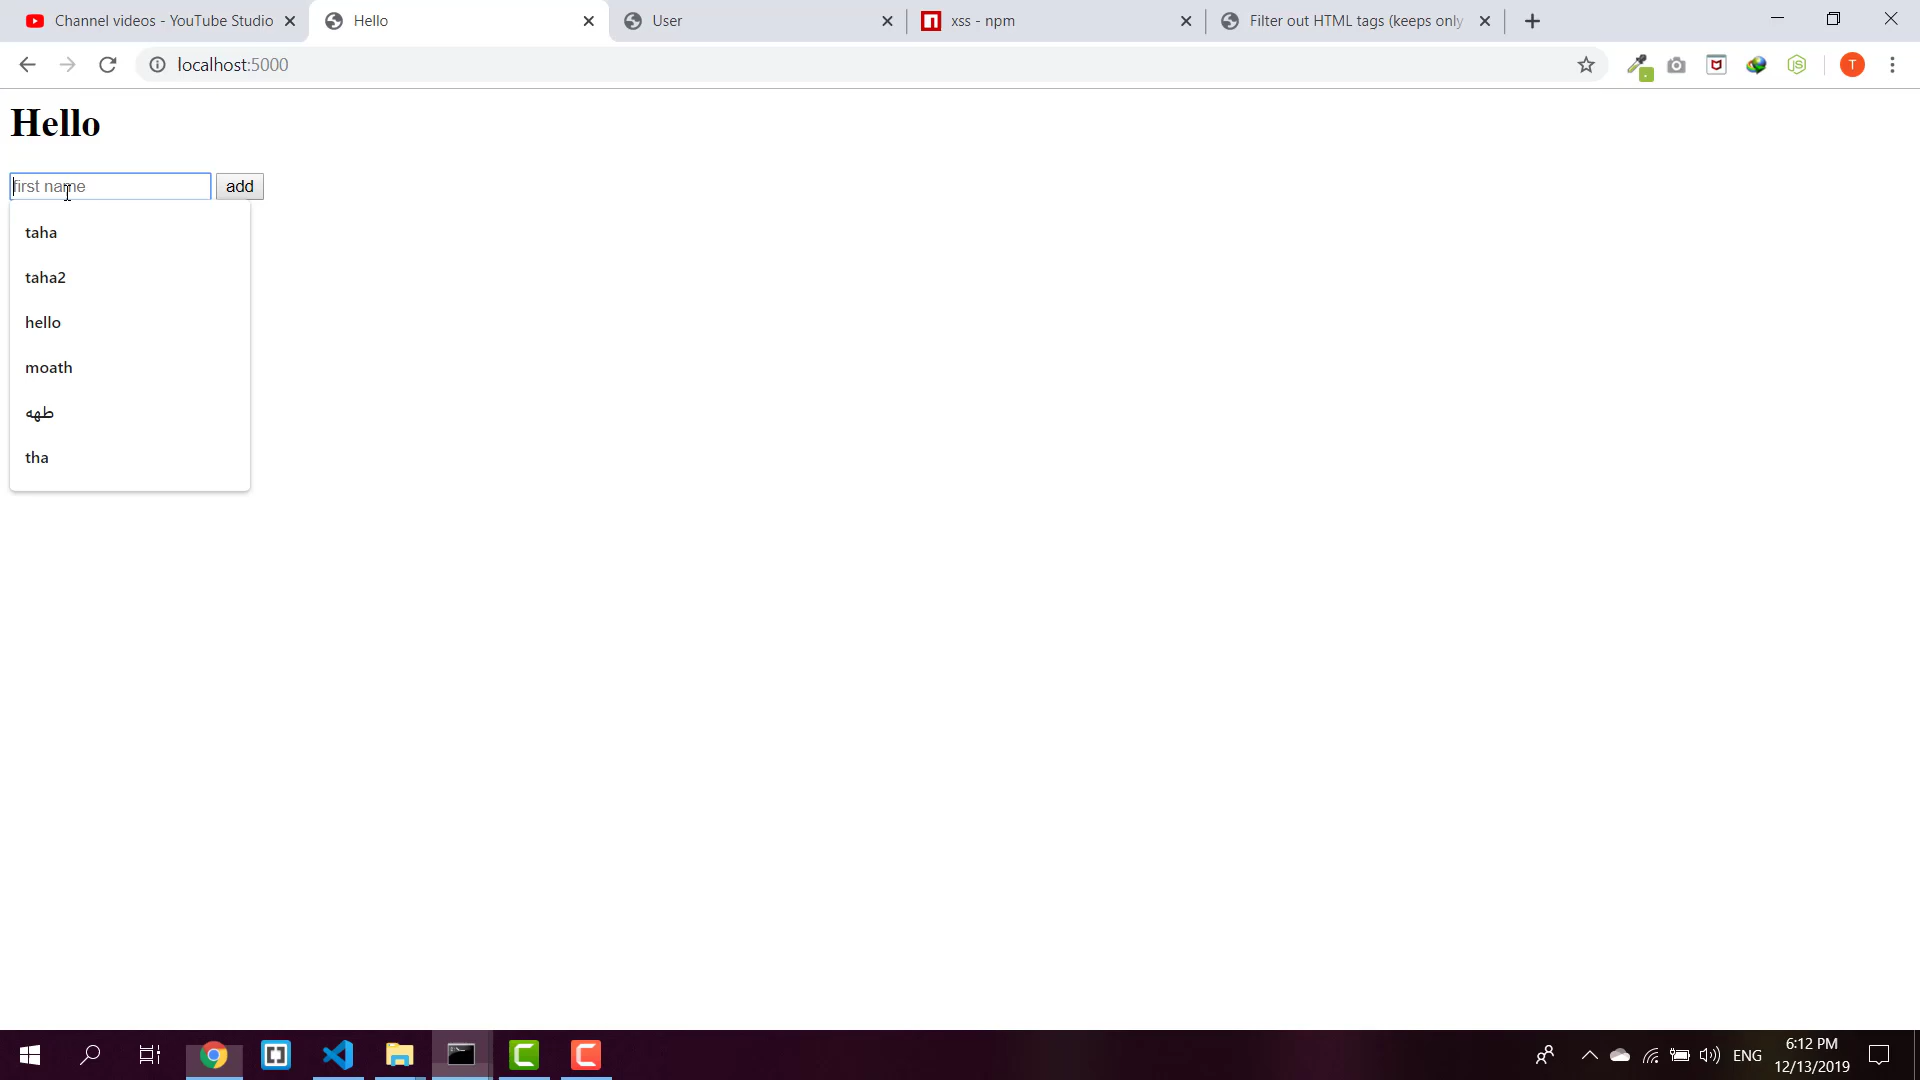 Channel videos - YouTube Studio
Hello
User
xss - npm
Filter out HTML tags (keeps only
localhost:5000
T
Hello
first name
add
taha
taha2
hello
moath
طهه
tha
ENG
6:12 PM
12/13/2019